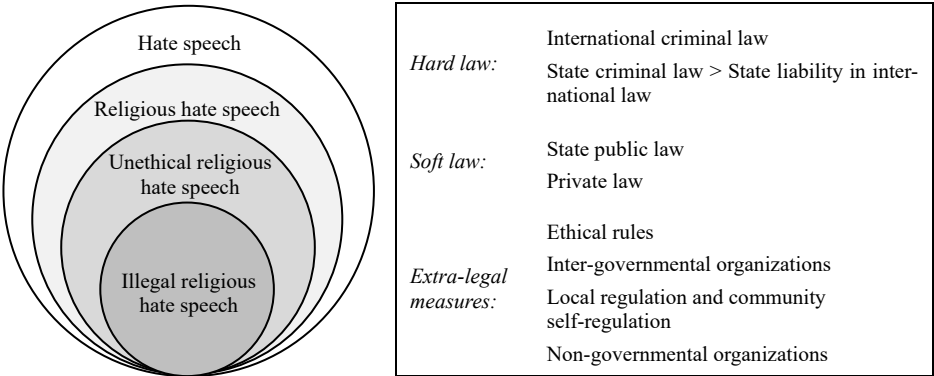 Hate speech
Religious hate speech
Unethical religious
hate speech
Illegal religious
hate speech
Hard law:
International criminal law
State criminal law > State liability in inter-
national law
Soft law:
State public law
Private law
Extra-legal
measures:
Ethical rules
Inter-governmental organizations
Local regulation and community
self-regulation
Non-governmental organizations